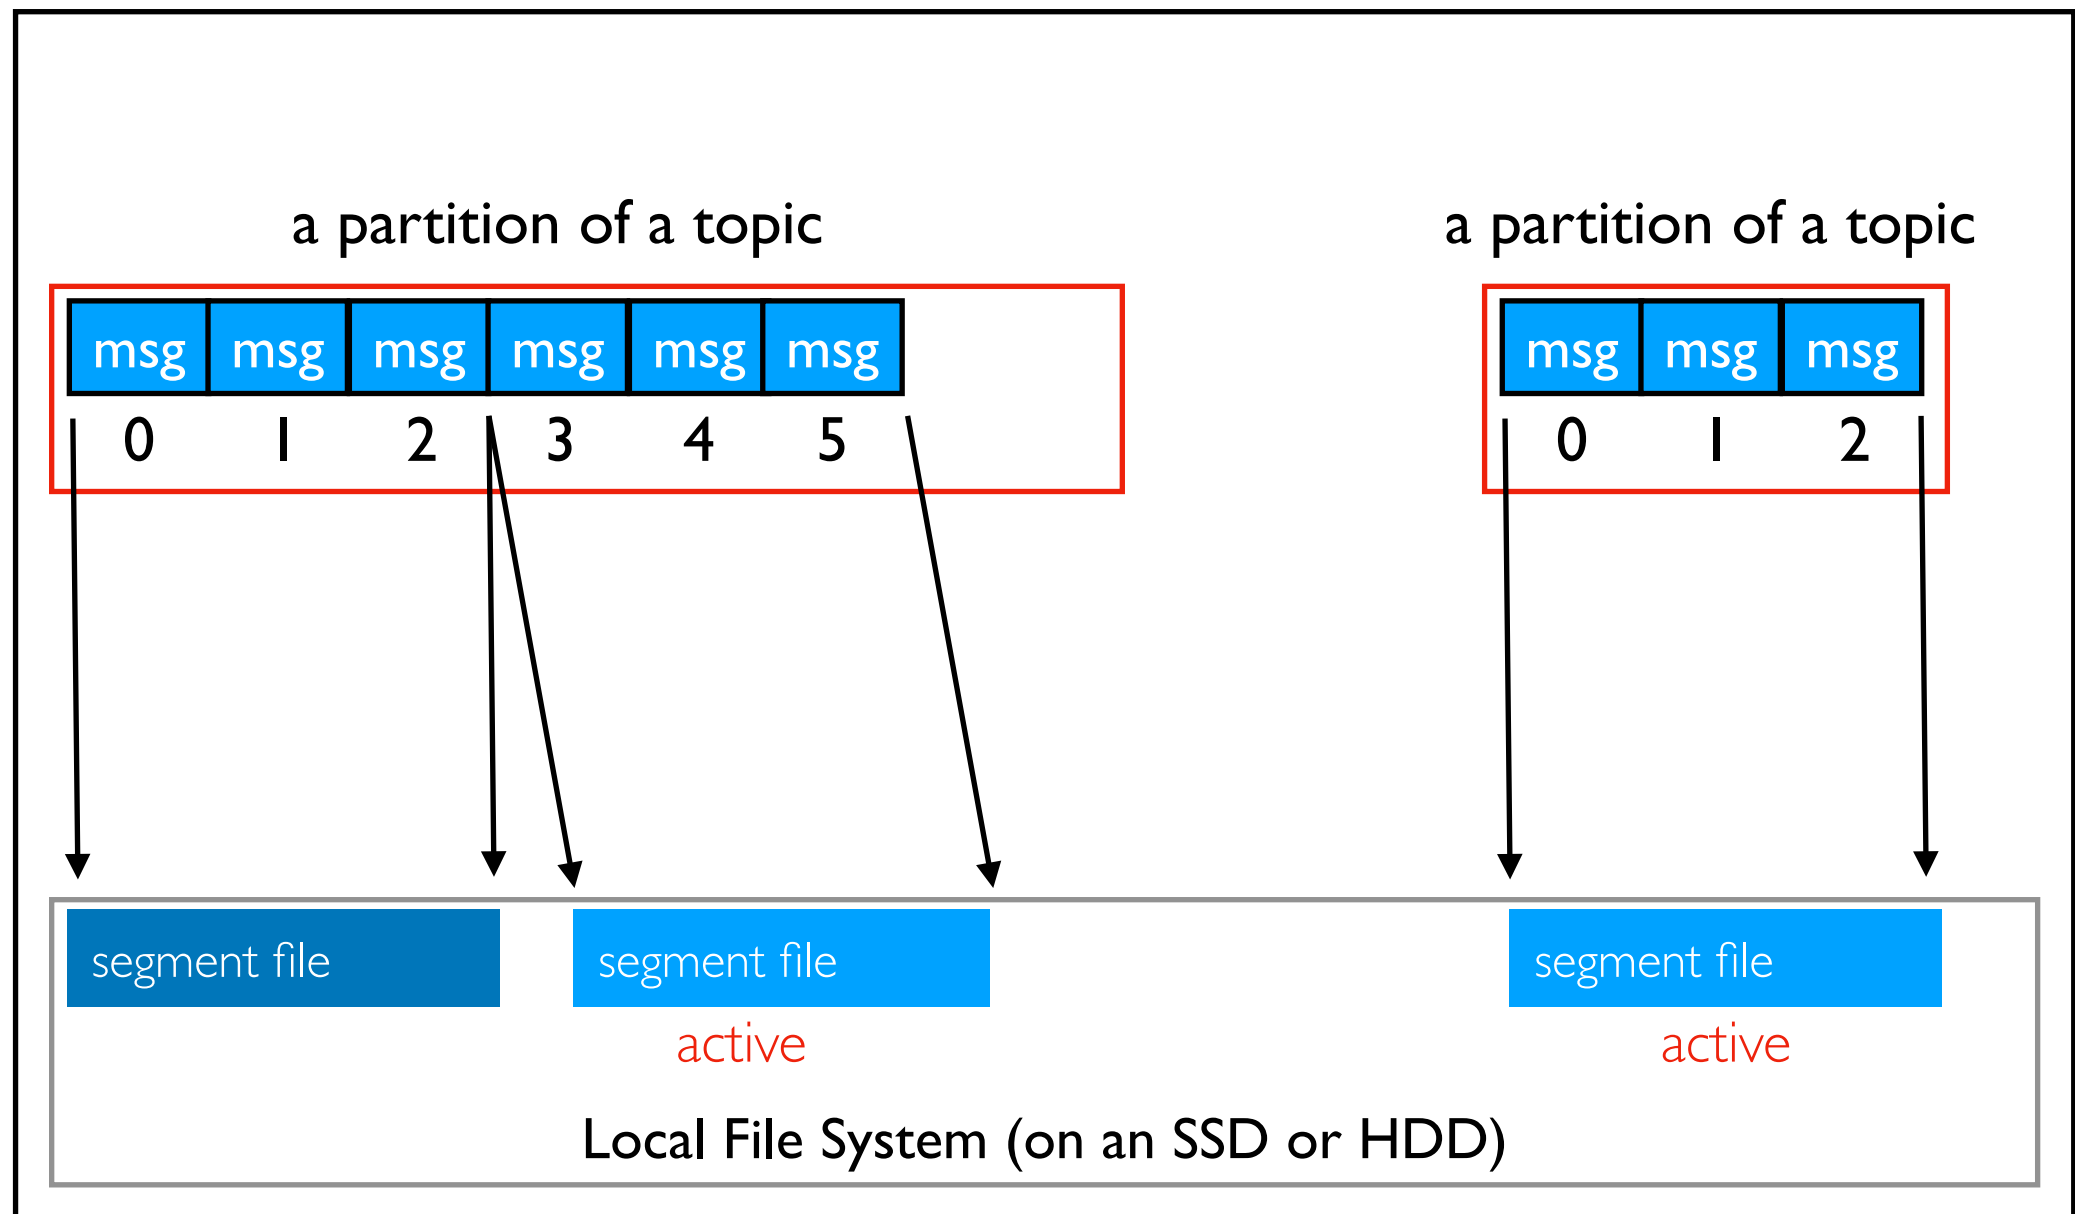 a partition of a topic
a partition of a topic
msg msg msg msg msg msg
msg msg msg
0 1 2 3 4 5
0 1 2
segment file
segment file
segment file
active
active
Local File System (on an SSD or HDD)